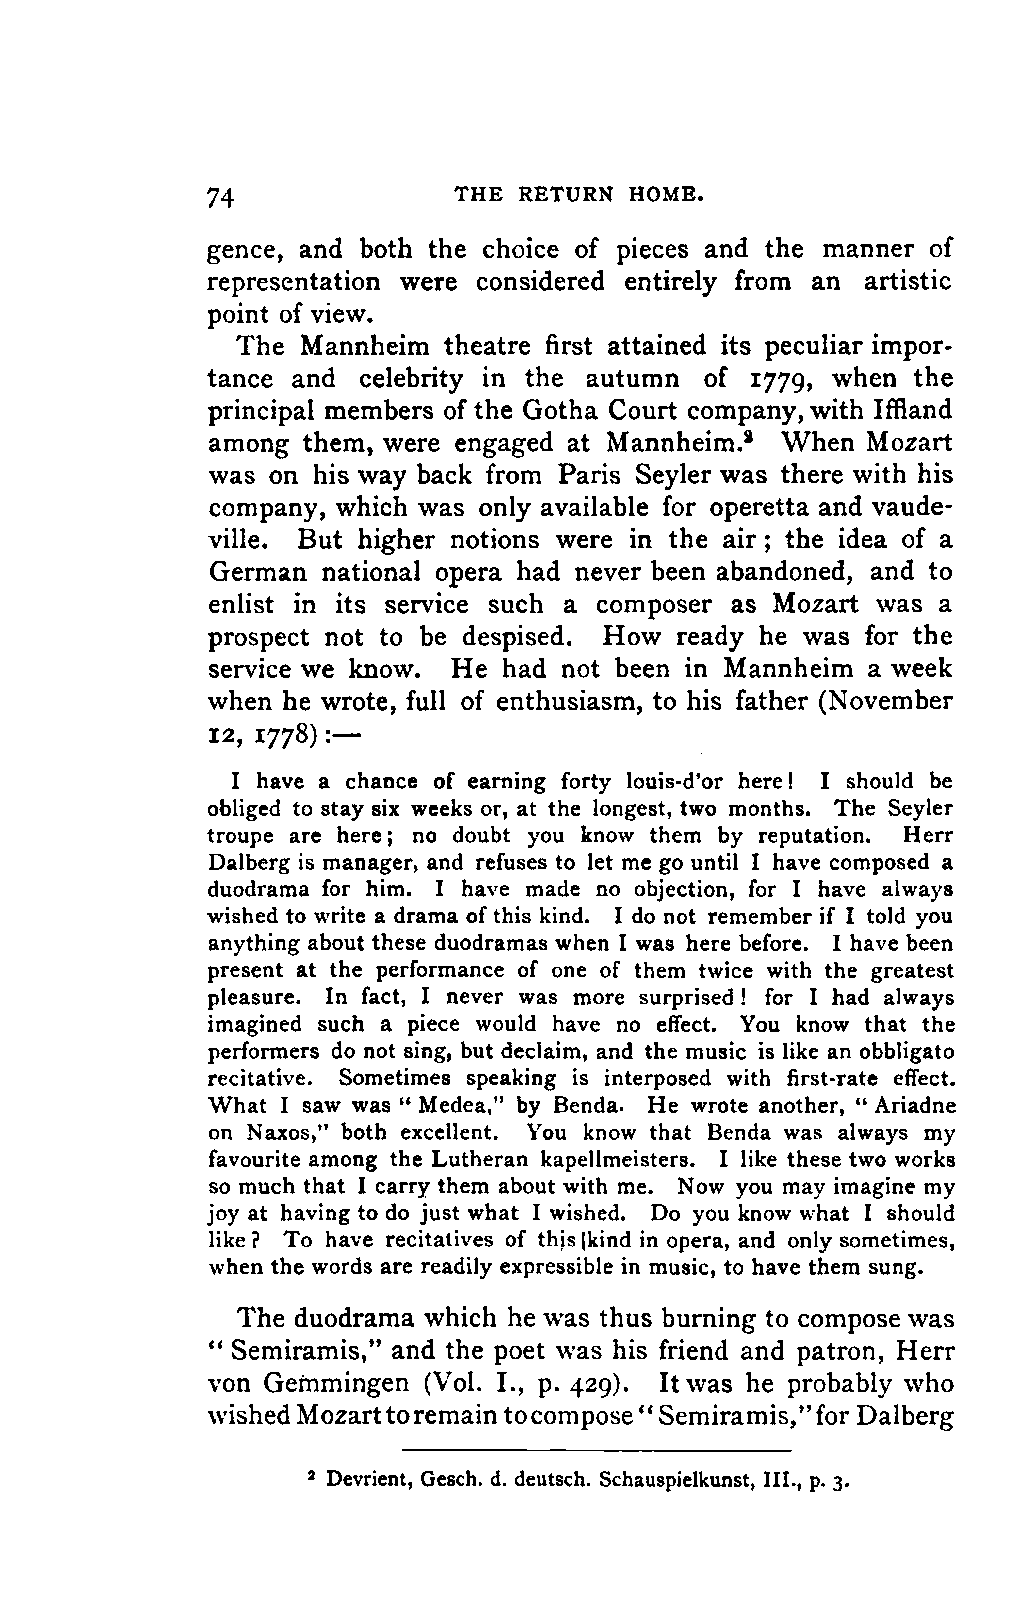 74 THE RETURN HOME.
gence, and both the choice of pieces and the manner of
representation were considered entirely from an artistic
point of view.
The Mannheim theatre first attained its peculiar impor-
tance and celebrity in the autumn of 1779, when the
principal members of the Gotha Court company, with Iffland
among them, were engaged at Mannheim.² When Mozart
was on his way back from Paris Seyler was there with his
company, which was only available for operetta and vaude-
ville. But higher notions were in the air; the idea of a
German national opera had never been abandoned, and to
enlist in its service such a composer as Mozart was a
prospect not to be despised. How ready he was for the
service we know. He had not been in Mannheim a week
when he wrote, full of enthusiasm, to his father (November
12, 1778):—
I have a chance of earning forty louis-d'or here! I should be
obliged to stay six weeks or, at the longest, two months. The Seyler
troupe are here; no doubt you know them by reputation. Herr
Dalberg is manager, and refuses to let me go until I have composed a
duodrama for him. I have made no objection, for I have always
wished to write a drama of this kind. I do not remember if I told you
anything about these duodramas when I was here before. I have been
present at the performance of one of them twice with the greatest
pleasure. In fact, I never was more surprised! for I had always
imagined such a piece would have no effect. You know that the
performers do not sing, but declaim, and the music is like an obbligato
recitative. Sometimes speaking is interposed with first-rate effect.
What I saw was "Medea," by Benda. He wrote another, "Ariadne
on Naxos," both excellent. You know that Benda was always my
favourite among the Lutheran kapellmeisters. I like these two works
so much that I carry them about with me. Now you may imagine my
joy at having to do just what I wished. Do you know what I should
like? To have recitatives of this kind in opera, and only sometimes,
when the words are readily expressible in music, to have them sung.
The duodrama which he was thus burning to compose was
"Semiramis," and the poet was his friend and patron, Herr
von Gemmingen (Vol. I., p. 429). It was he probably who
wished Mozart to remain to compose "Semiramis," for Dalberg
² Devrient, Gesch. d. deutsch. Schauspielkunst, III., p. 3.